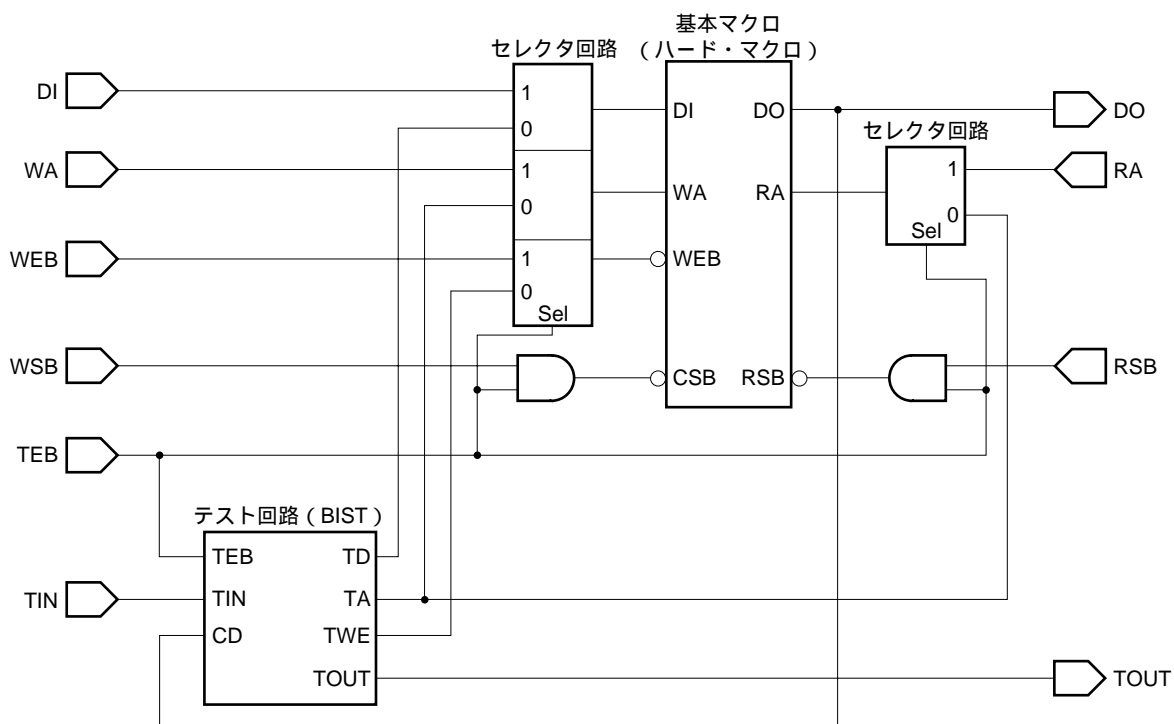 基本マクロ
セレクタ回路 （ハード・マクロ）
DI 1 DI DO DO
0 セレクタ回路
WA 1 WA RA 1 RA
0 0
Sel
WEB 1 WEB
0
Sel
WSB CSB RSB RSB
TEB
テスト回路（BIST）
TEB TD
TIN TIN TA
CD TWE
TOUT TOUT